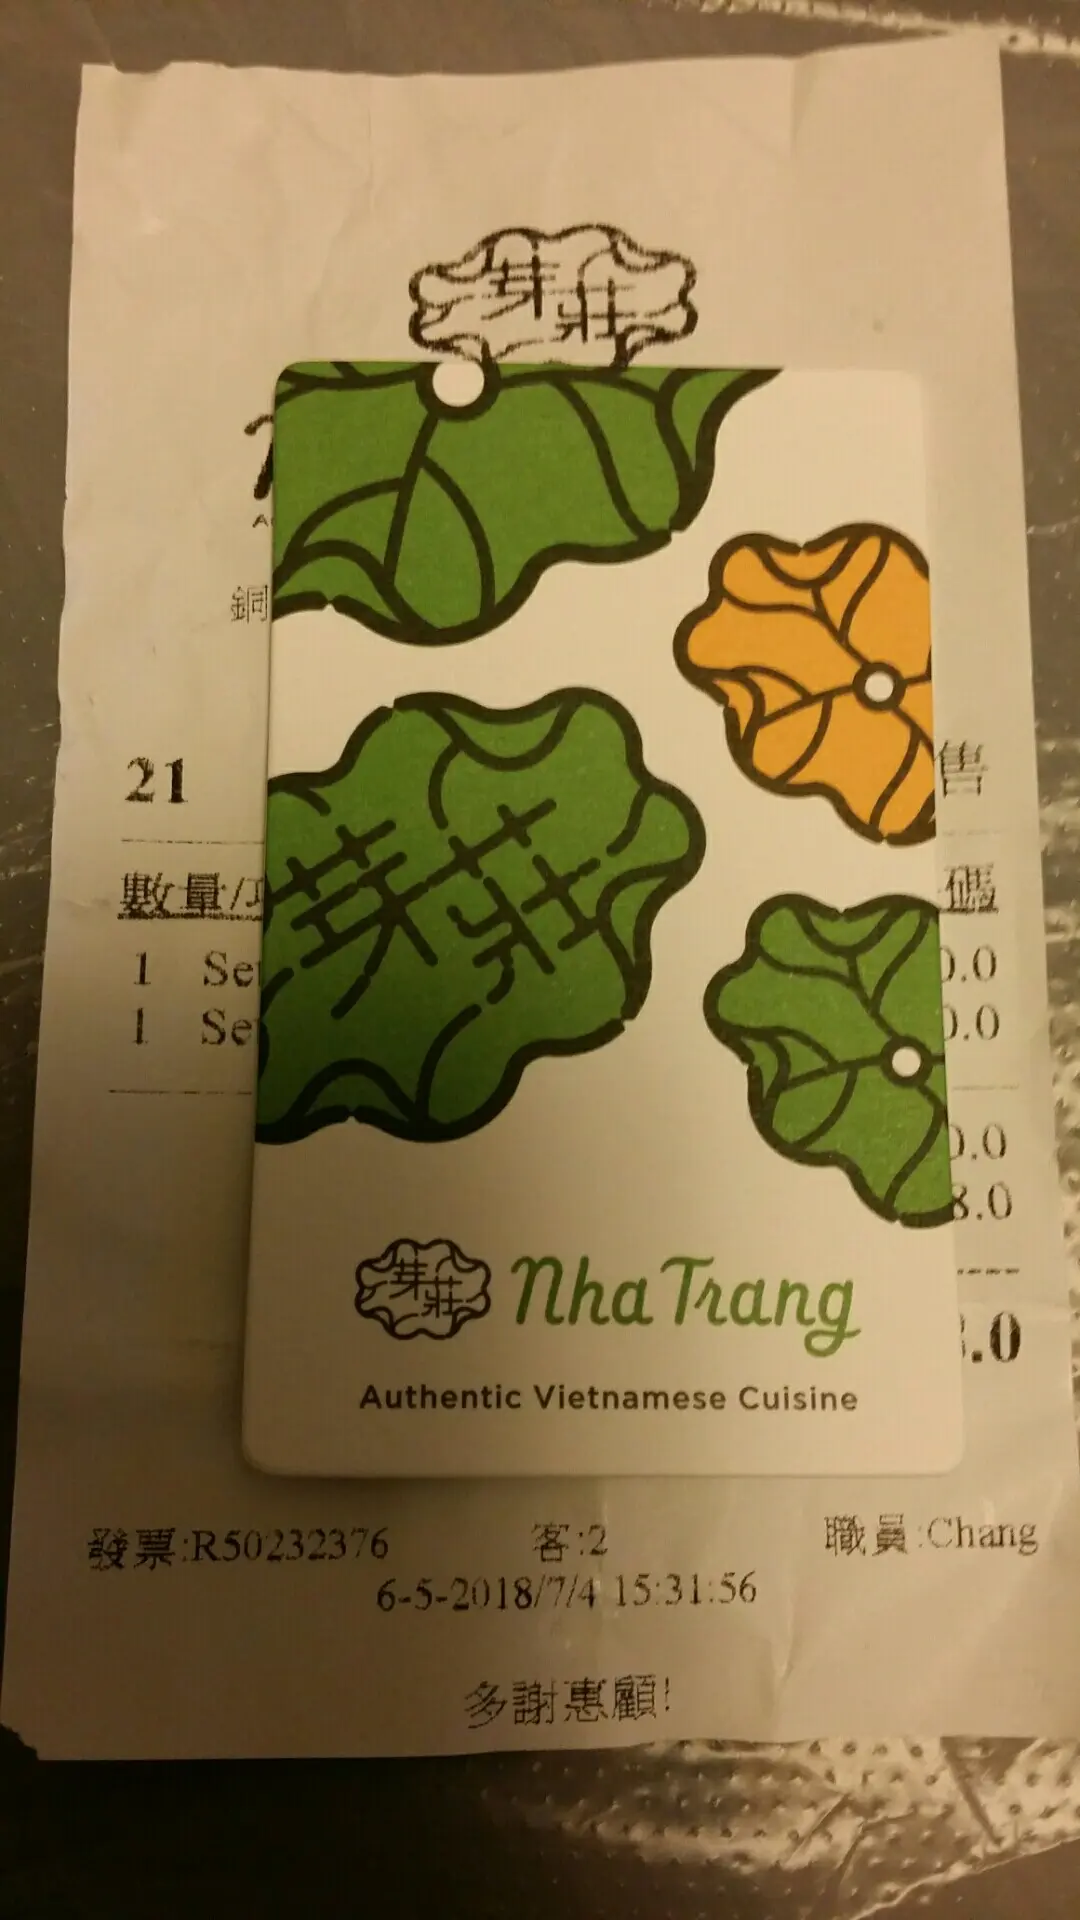 芽莊
銅
21
售
數量/
碼
1 Se
0.0
1 Se
0.0
0.0
8.0
.0
芽莊
芽莊
Nha Trang
Authentic Vietnamese Cuisine
發票:R50232376 客:2 職員:Chang
6-5-2018/7/4 15:31:56
多謝惠顧!